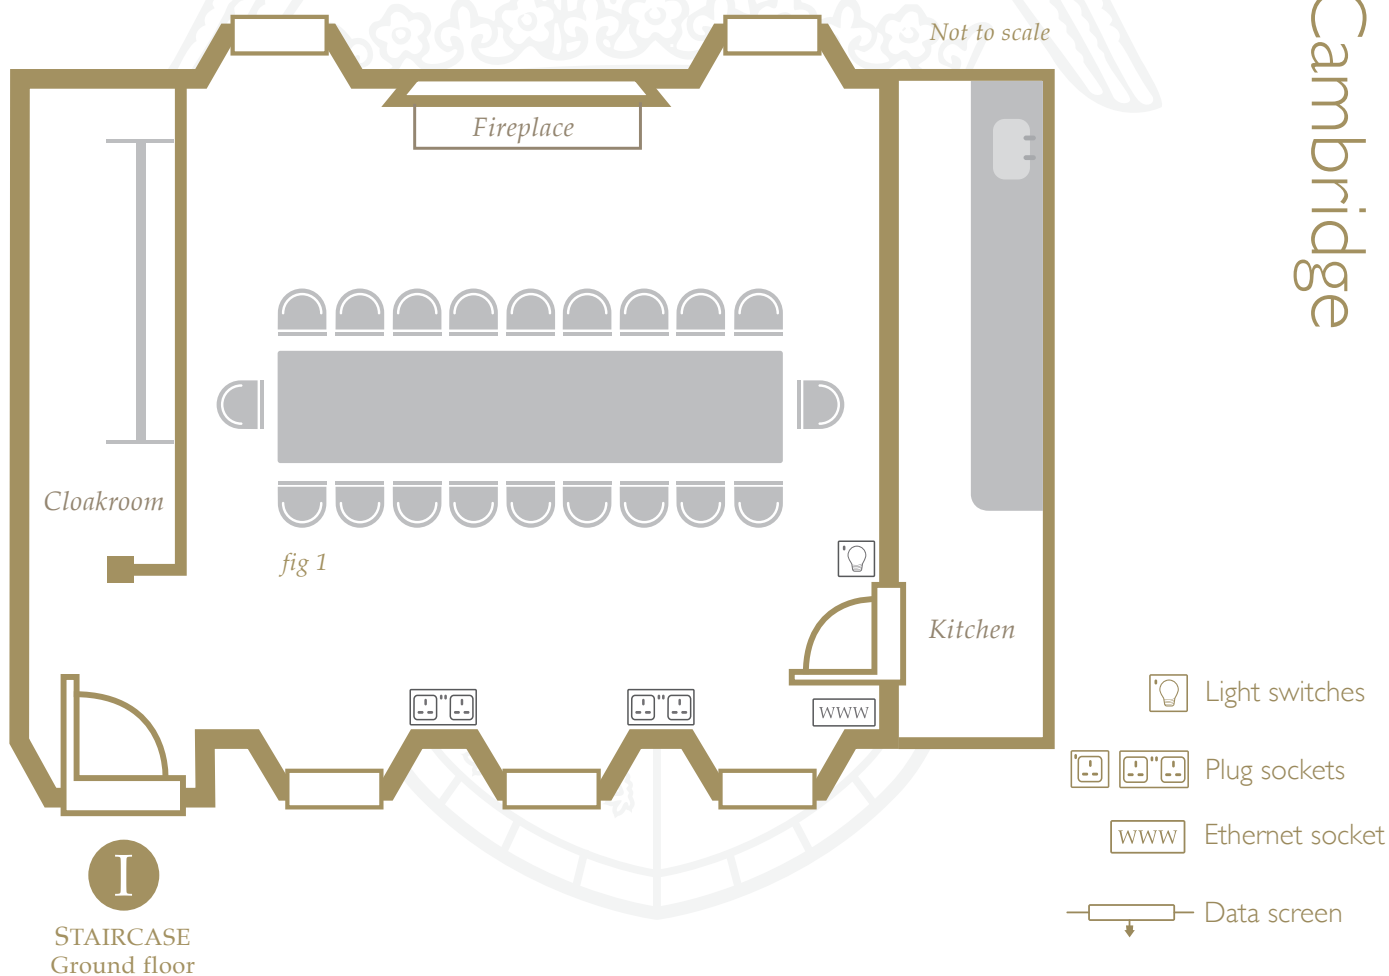 Not to scale
Cambridge
Fireplace
Cloakroom
fig 1
Kitchen
WWW
Light switches
Plug sockets
WWW Ethernet socket
Data screen
I
STAIRCASE
Ground floor